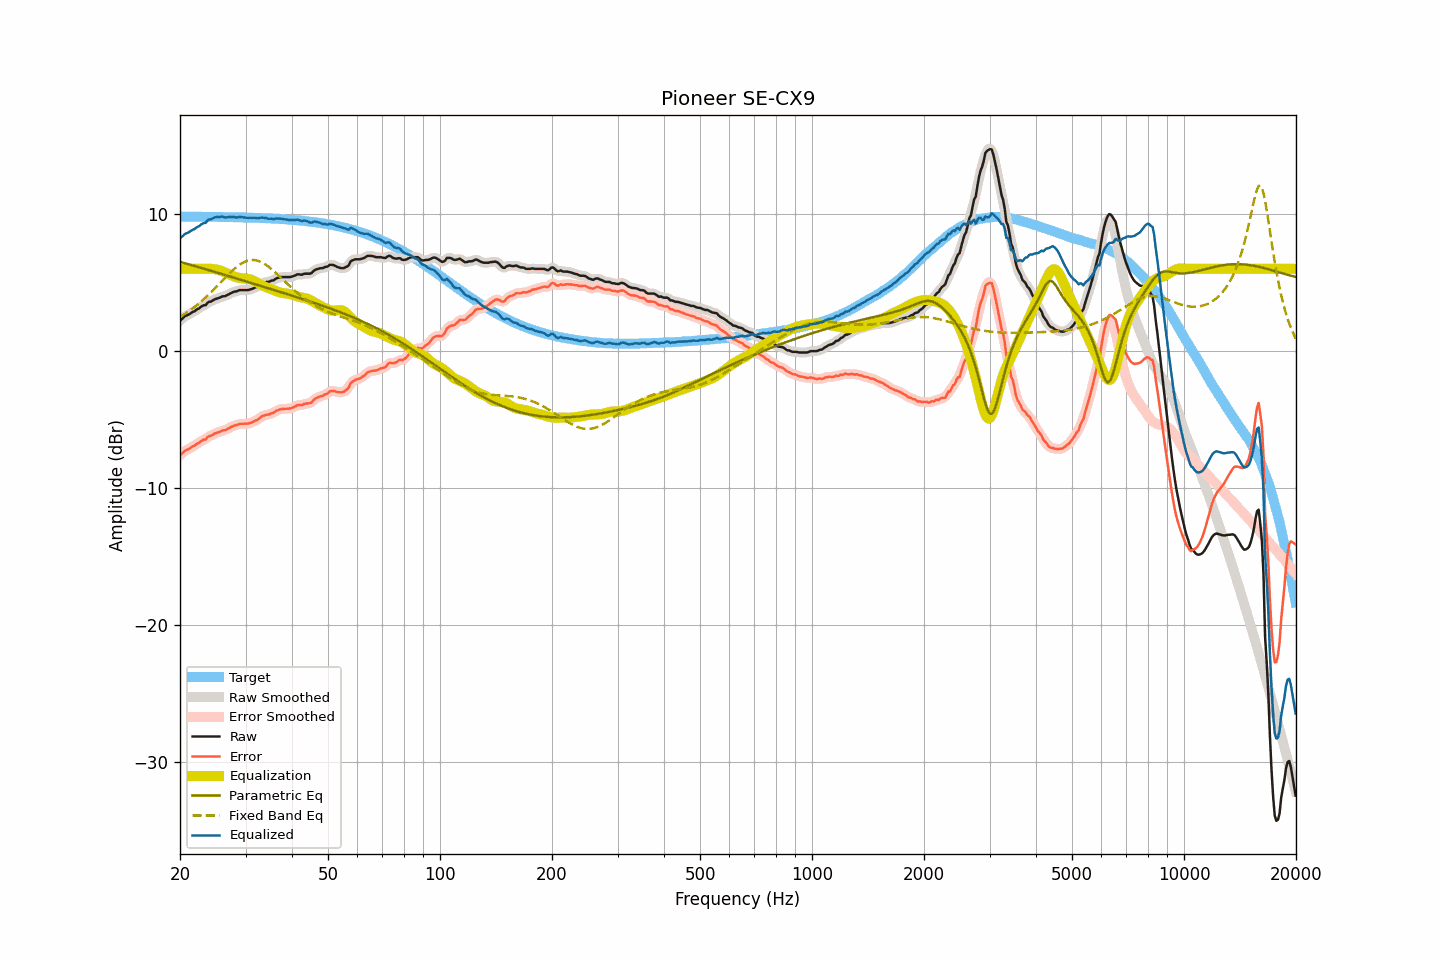 Pioneer SE-CX9
Amplitude (dBr)
10
0
−10
−20
−30
Target
Raw Smoothed
Error Smoothed
Raw
Error
Equalization
Parametric Eq
Fixed Band Eq
Equalized
20 50 100 200 500 1000 2000 5000 10000 20000
Frequency (Hz)